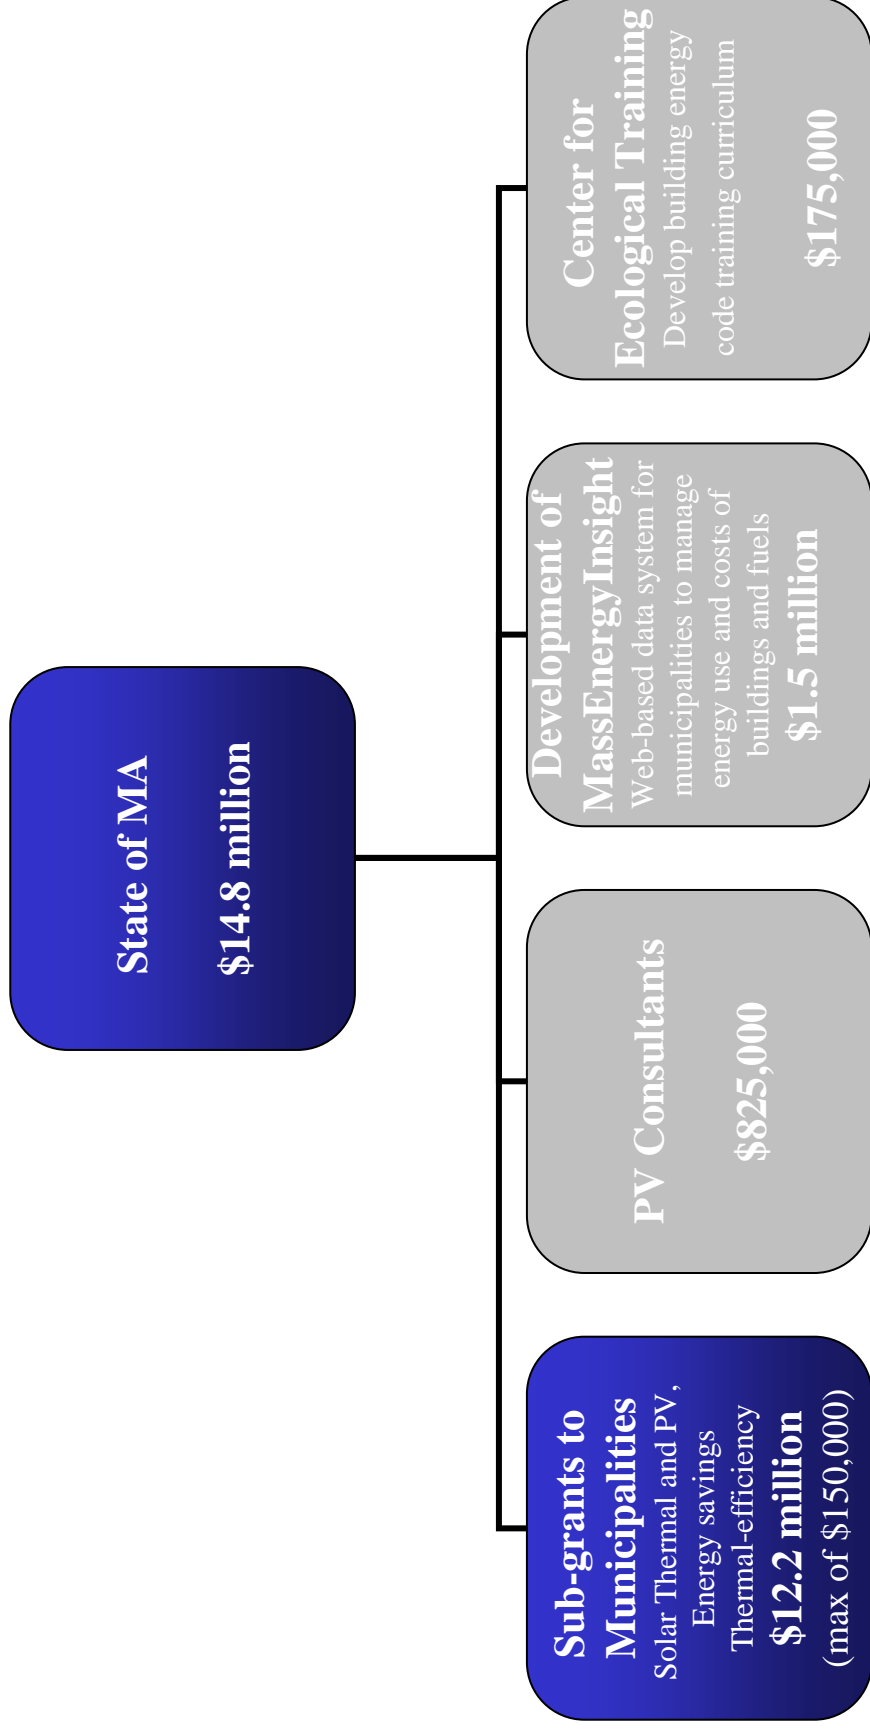 State of MA
$14.8 million
Sub-grants to
Municipalities
Solar Thermal and PV,
Energy savings
Thermal-efficiency
$12.2 million
(max of $150,000)
PV Consultants
$825,000
Development of
MassEnergyInsight
Web-based data system for
municipalities to manage
energy use and costs of
buildings and fuels
$1.5 million
Center for
Ecological Training
Develop building energy
code training curriculum
$175,000